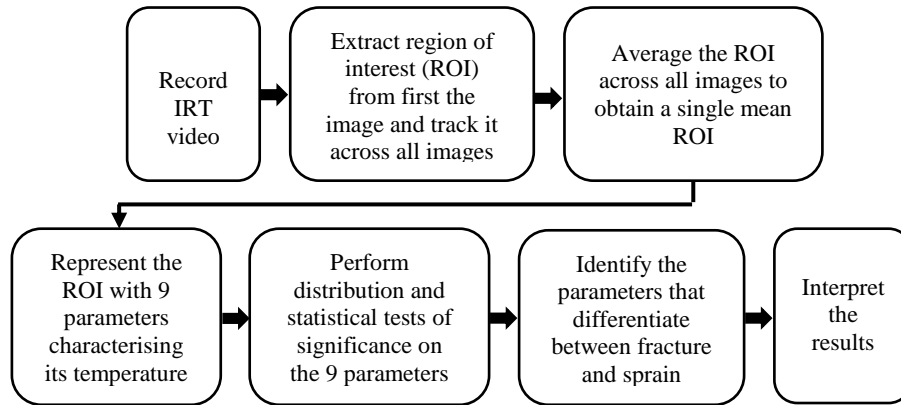 Record
IRT
video
Extract region of
interest (ROI)
from first the
image and track it
across all images
Average the ROI
across all images to
obtain a single mean
ROI
Represent the
ROI with 9
parameters
characterising
its temperature
Perform
distribution and
statistical tests of
significance on
the 9 parameters
Identify the
parameters that
differentiate
between fracture
and sprain
Interpret
the
results